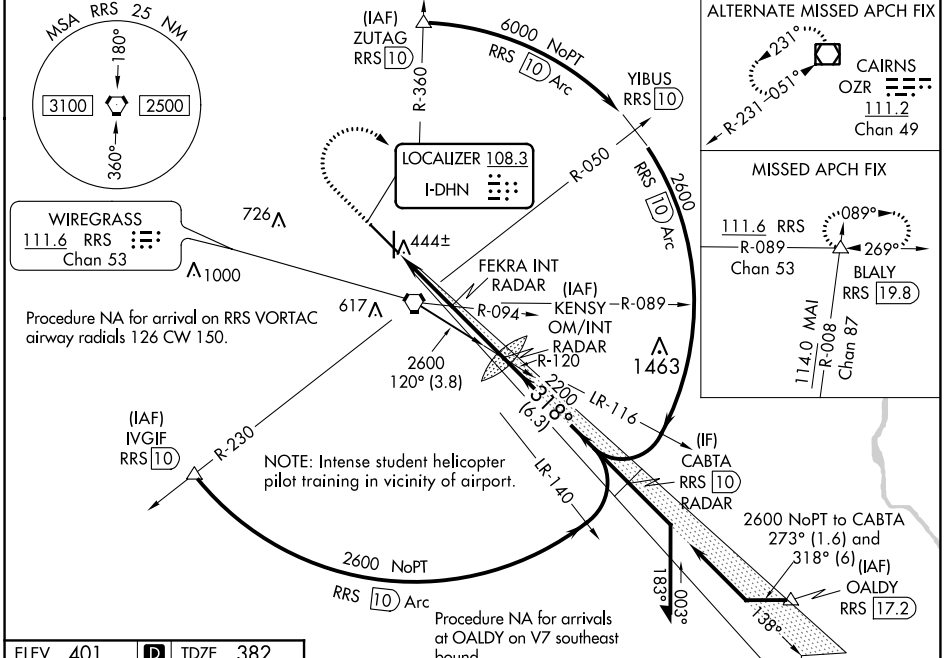 MSA RRS 25 NM
180°
3100
2500
360°
WIREGRASS
111.6 RRS
Chan 53
726
1000
617
Procedure NA for arrival on RRS VORTAC
airway radials 126 CW 150.
(IAF)
ZUTAG
RRS 10
R-360
6000 NoPT
RRS 10 Arc
YIBUS
RRS 10
R-050
2600
RRS 10 Arc
LOCALIZER 108.3
I-DHN
444±
FEKRA INT
RADAR
(IAF)
KENSY
OM/INT
RADAR
R-094
R-089
R-120
1463
2600
120° (3.8)
2200
318°
(6.3)
LR-116
LR-140
(IF)
CABTA
RRS 10
RADAR
(IAF)
IVGIF
RRS 10
R-230
NOTE: Intense student helicopter
pilot training in vicinity of airport.
2600 NoPT
RRS 10 Arc
183°
003°
2600 NoPT to CABTA
273° (1.6) and
318° (6)
(IAF)
OALDY
RRS 17.2
138°
Procedure NA for arrivals
at OALDY on V7 southeast
bound.
ALTERNATE MISSED APCH FIX
231°
051°
R-231
CAIRNS
OZR
111.2
Chan 49
MISSED APCH FIX
111.6 RRS
R-089
Chan 53
089°
269°
BLALY
RRS 19.8
114.0 MAI
R-008
Chan 87
ELEV 401
D
TDZE 382